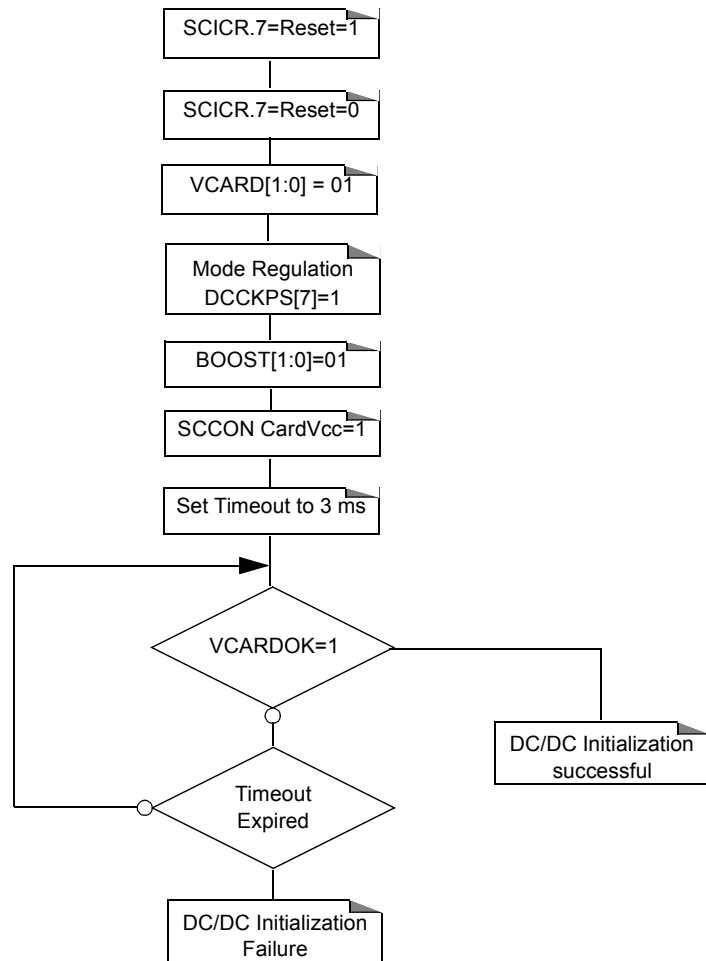 SCICR.7=Reset=1
SCICR.7=Reset=0
VCARD[1:0] = 01
Mode Regulation
DCCKPS[7]=1
BOOST[1:0]=01
SCCON CardVcc=1
Set Timeout to 3 ms
VCARDOK=1
DC/DC Initialization
successful
Timeout
Expired
DC/DC Initialization
Failure